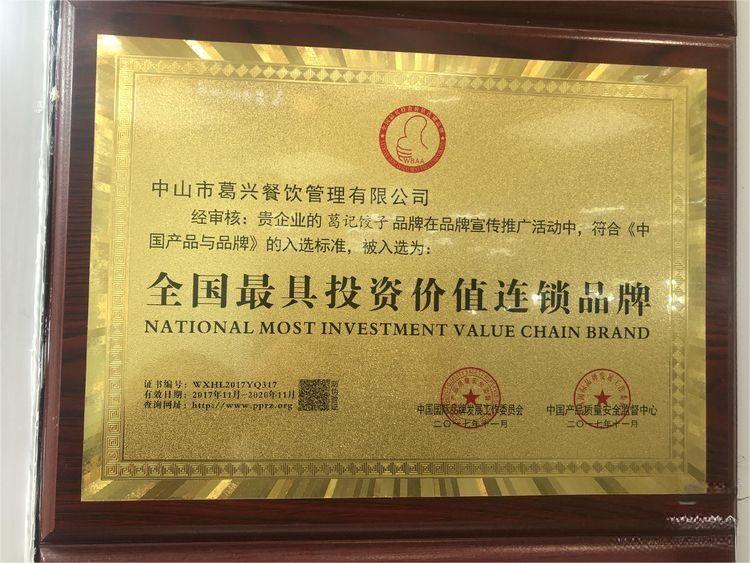 WBAA
中山市葛兴餐饮管理有限公司
经审核：贵企业的 葛记饺子 品牌在品牌宣传推广活动中，符合《中
国产品与品牌》的入选标准，被入选为：
全国最具投资价值连锁品牌
NATIONAL MOST INVESTMENT VALUE CHAIN BRAND
证书编号：WXHL2017YQ317
有效日期：2017年11月-2020年11月
查询网址：http://www.pprz.org
中国国际品牌发展工作委员会
二〇一七年十一月
中国产品质量安全监督中心
二〇一七年十一月